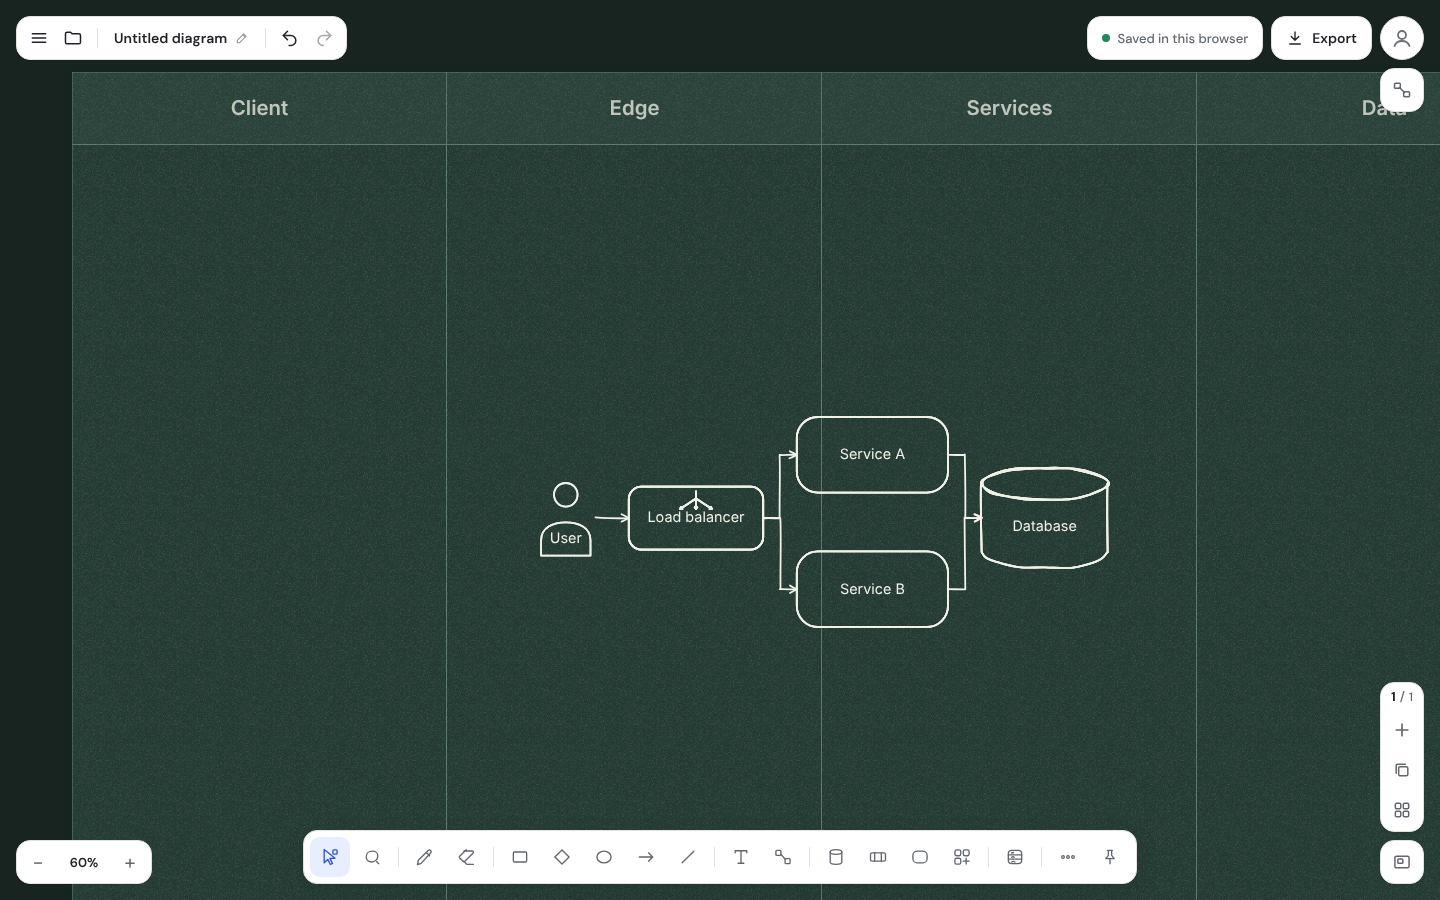 Untitled diagram
Saved in this browser
Export
Client
Edge
Services
Data
Service A
Load balancer
User
Database
Service B
1 / 1
60%